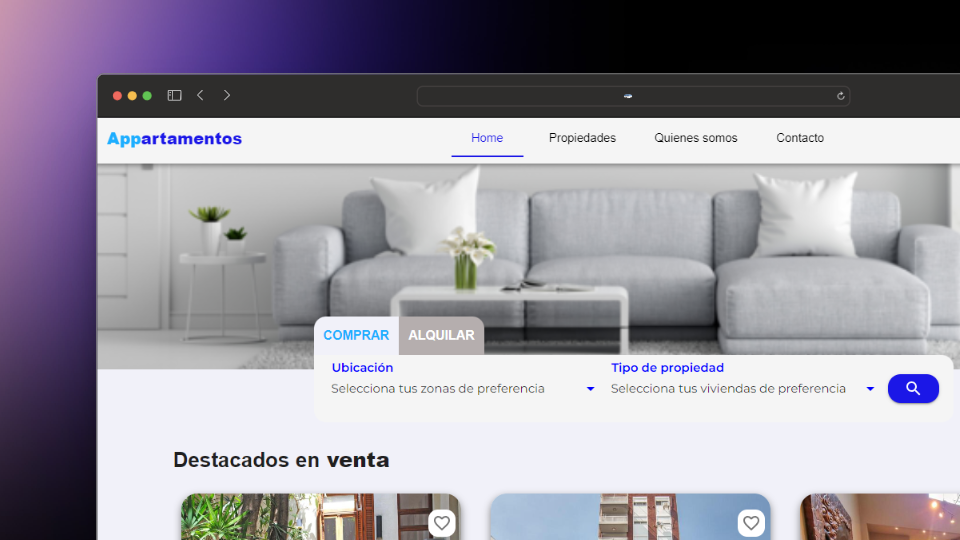 Appartamentos
Home Propiedades Quienes somos Contacto
COMPRAR ALQUILAR
Ubicación Tipo de propiedad
Selecciona tus zonas de preferencia Selecciona tus viviendas de preferencia
Destacados en venta